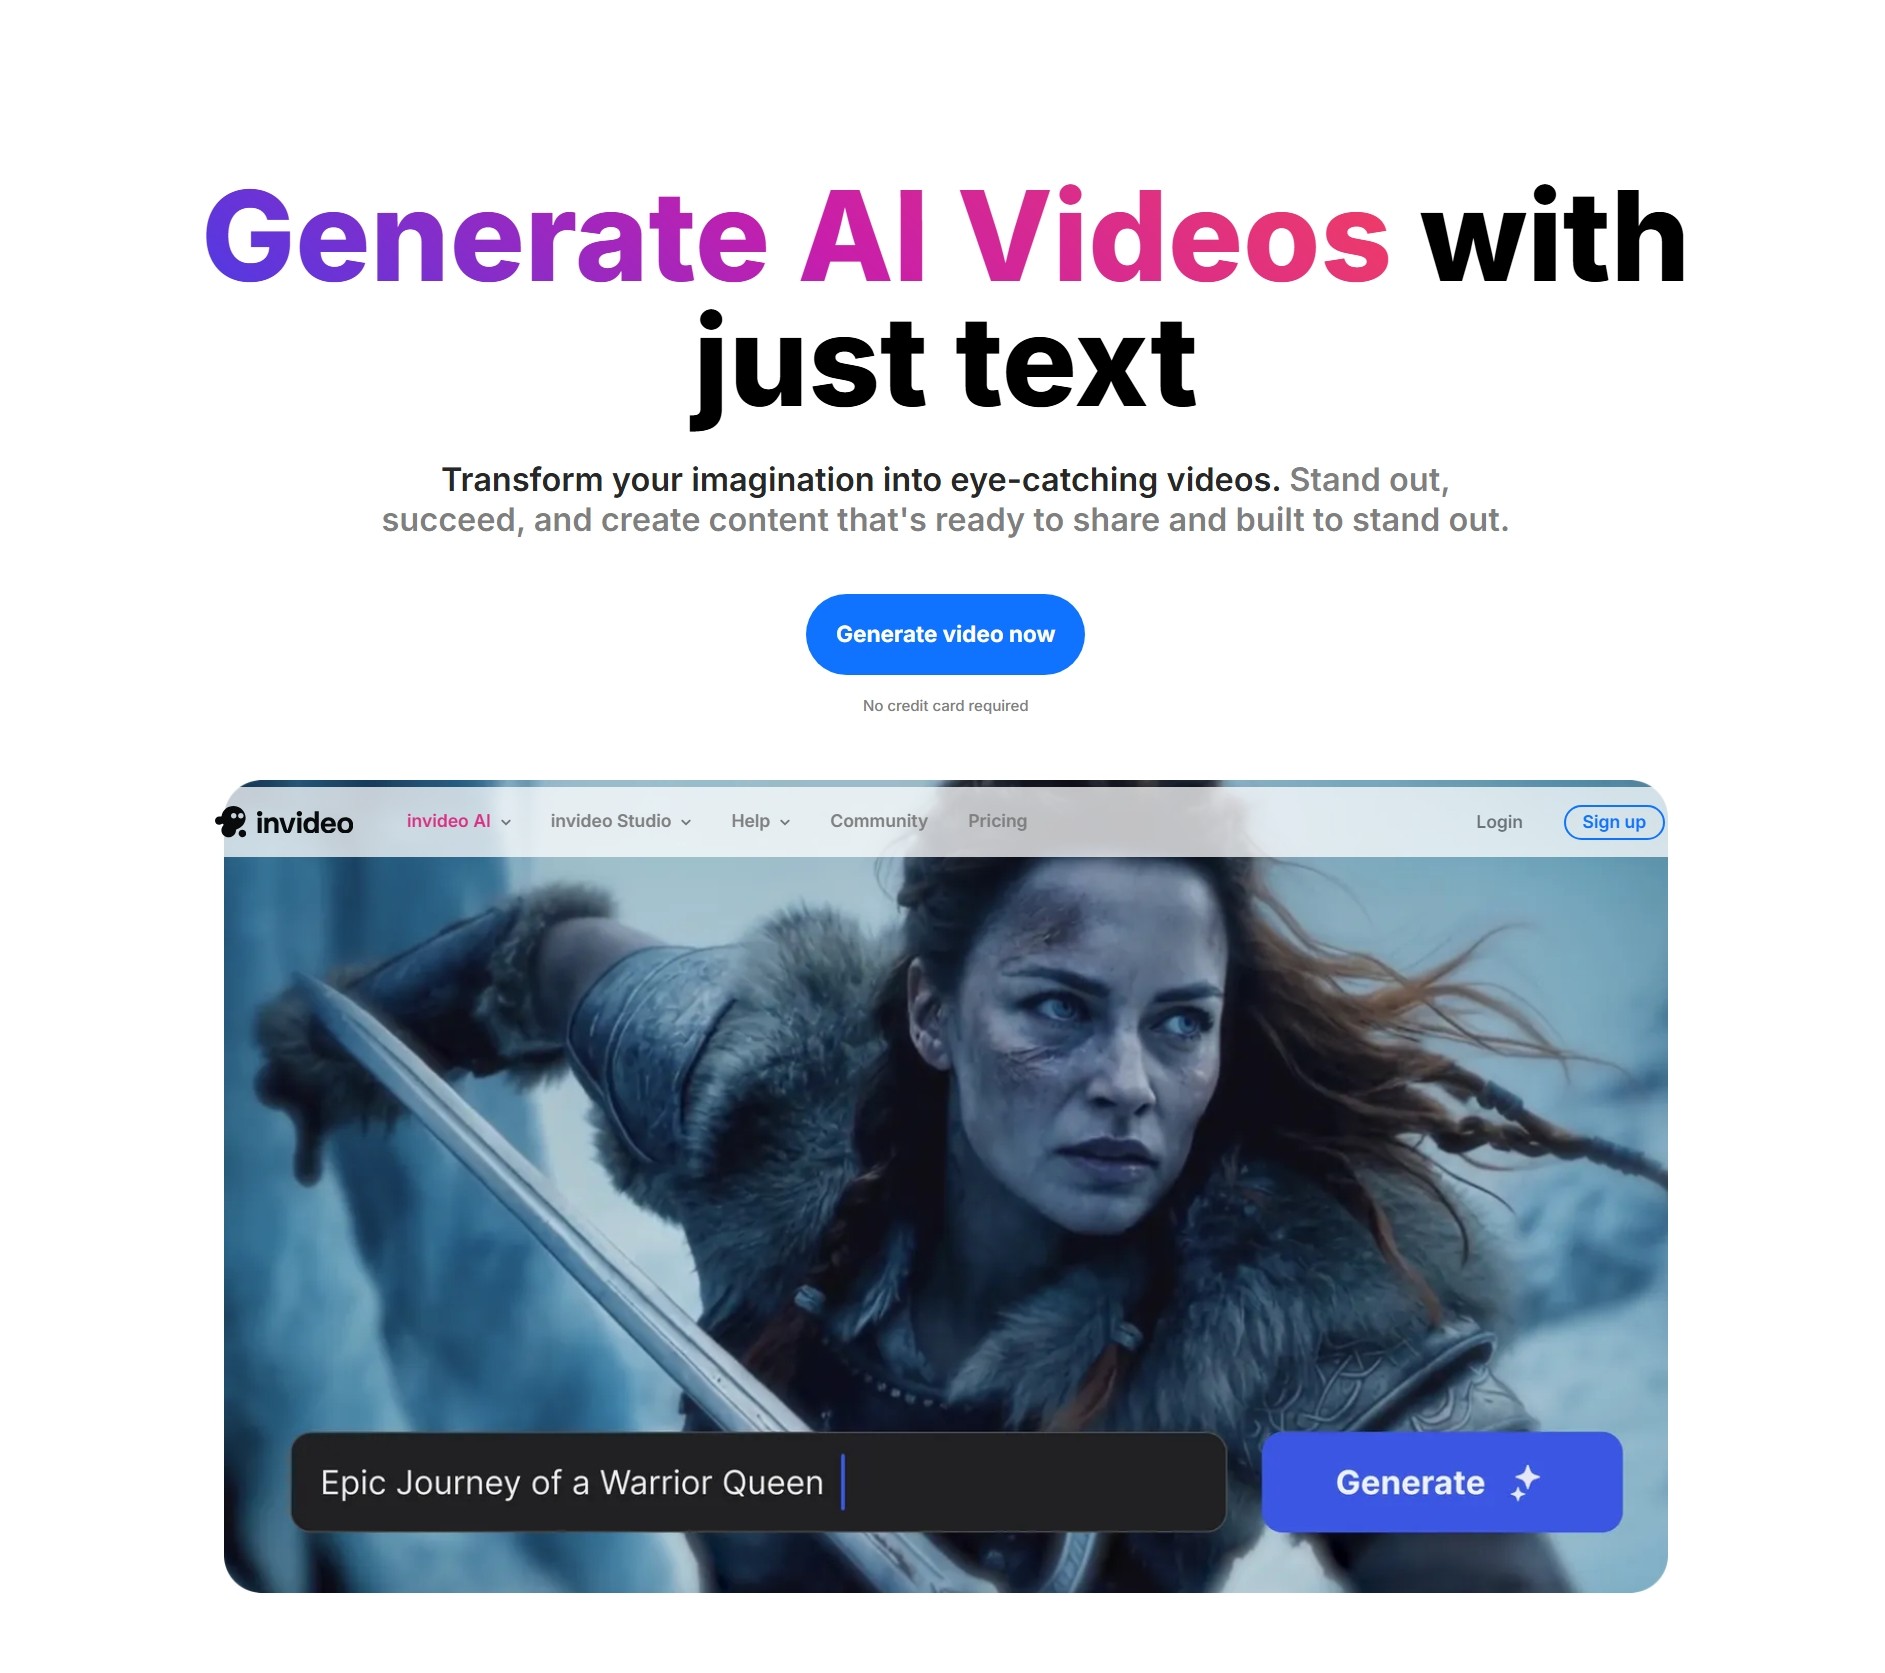 Generate AI Videos with
just text
Transform your imagination into eye-catching videos. Stand out,
succeed, and create content that's ready to share and built to stand out.
Generate video now
No credit card required
invideo invideo AI invideo Studio Help Community Pricing Login Sign up
Epic Journey of a Warrior Queen Generate